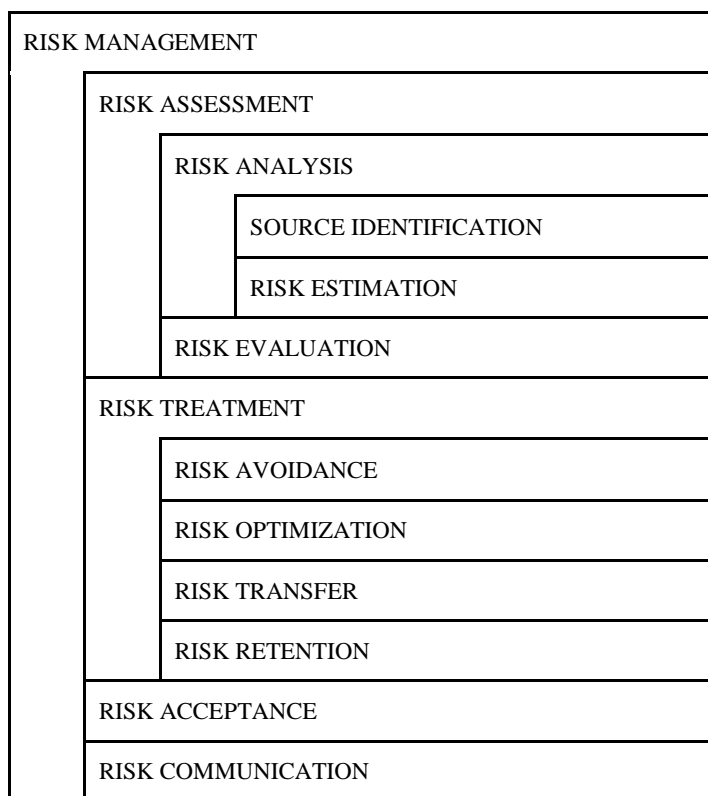 RISK MANAGEMENT
RISK ASSESSMENT
RISK ANALYSIS
SOURCE IDENTIFICATION
RISK ESTIMATION
RISK EVALUATION
RISK TREATMENT
RISK AVOIDANCE
RISK OPTIMIZATION
RISK TRANSFER
RISK RETENTION
RISK ACCEPTANCE
RISK COMMUNICATION